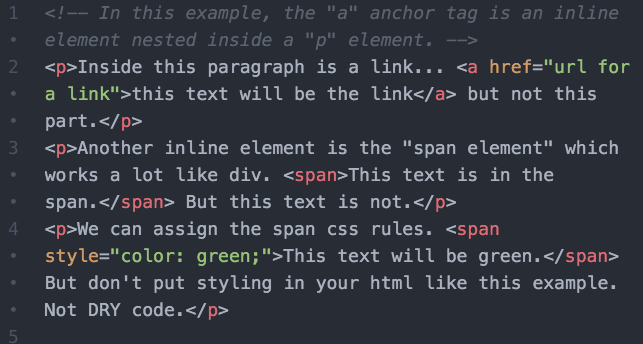 1 <!-- In this example, the "a" anchor tag is an inline
• element nested inside a "p" element. -->
2 <p>Inside this paragraph is a link... <a href="url for
• a link">this text will be the link</a> but not this
• part.</p>
3 <p>Another inline element is the "span element" which
• works a lot like div. <span>This text is in the
• span.</span> But this text is not.</p>
4 <p>We can assign the span css rules. <span
• style="color: green;">This text will be green.</span>
• But don't put styling in your html like this example.
• Not DRY code.</p>
5